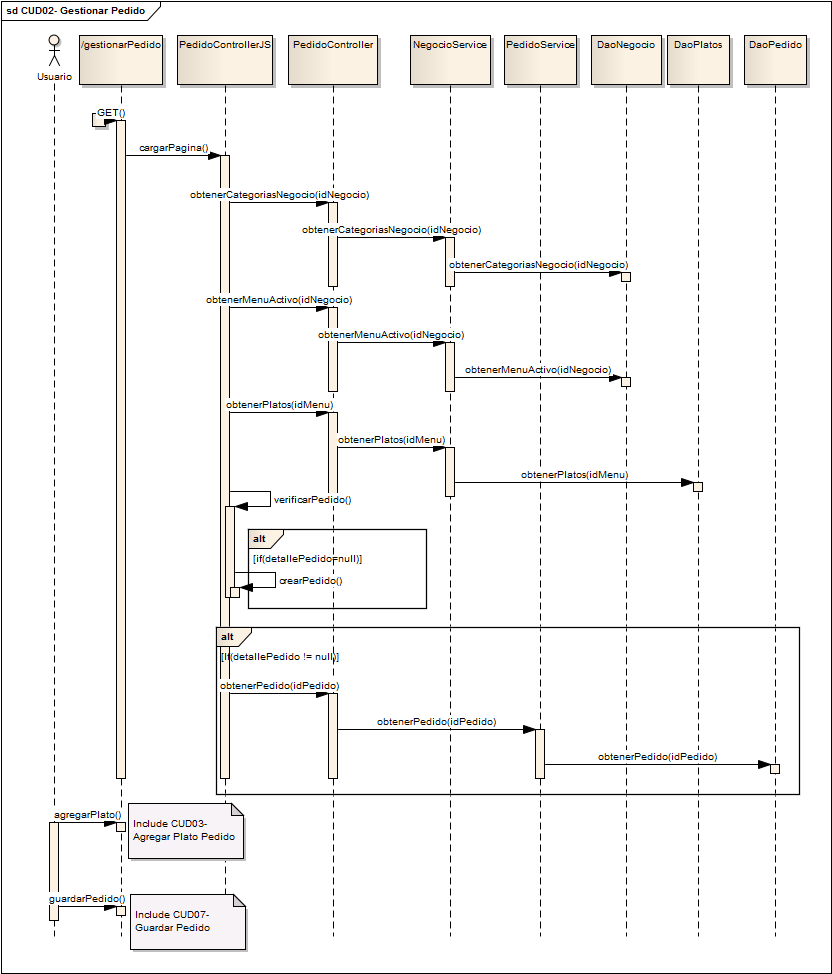 sd CUD02- Gestionar Pedido
Usuario
/gestionarPedido
PedidoControllerJS
PedidoController
NegocioService
PedidoService
DaoNegocio
DaoPlatos
DaoPedido
GET()
cargarPagina()
obtenerCategoriasNegocio(idNegocio)
obtenerCategoriasNegocio(idNegocio)
obtenerCategoriasNegocio(idNegocio)
obtenerMenuActivo(idNegocio)
obtenerMenuActivo(idNegocio)
obtenerMenuActivo(idNegocio)
obtenerPlatos(idMenu)
obtenerPlatos(idMenu)
obtenerPlatos(idMenu)
verificarPedido()
alt
[if(detallePedido=null)]
crearPedido()
alt
[If(detallePedido != null)]
obtenerPedido(idPedido)
obtenerPedido(idPedido)
obtenerPedido(idPedido)
agregarPlato()
Include CUD03-
Agregar Plato Pedido
guardarPedido()
Include CUD07-
Guardar Pedido